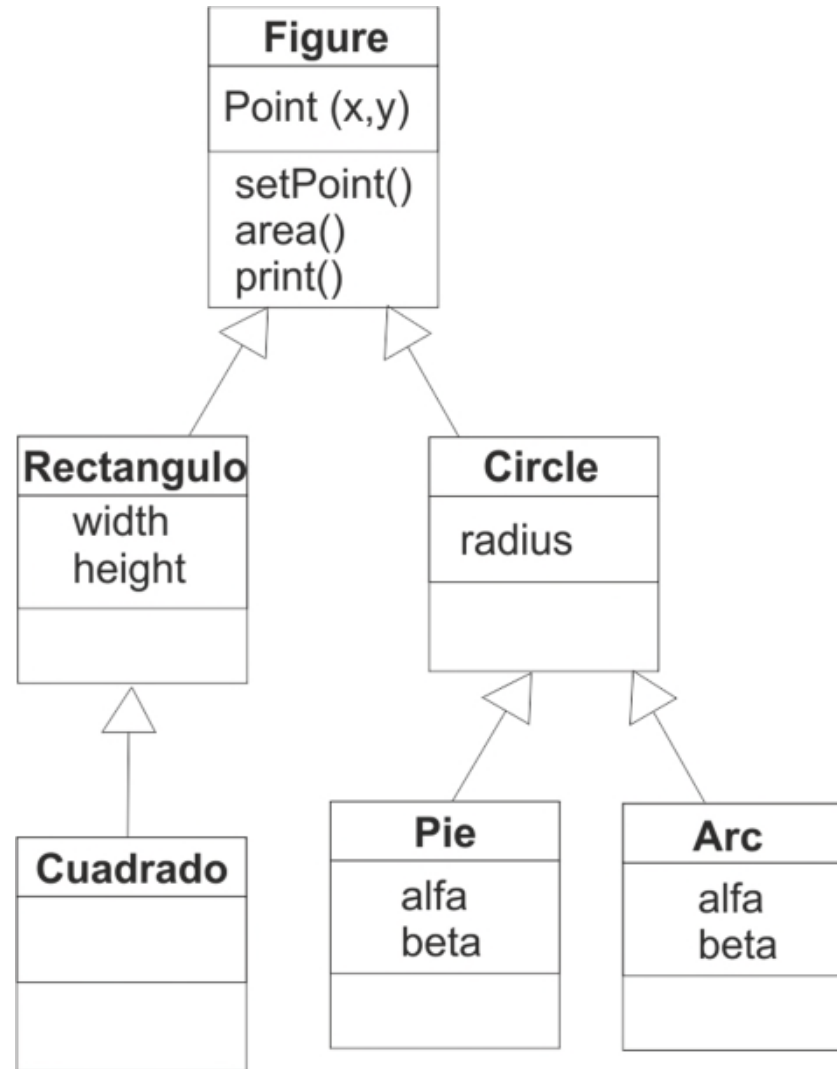 Figure
Point (x,y)
setPoint()
area()
print()
Rectangulo
width
height
Circle
radius
Cuadrado
Pie
alfa
beta
Arc
alfa
beta